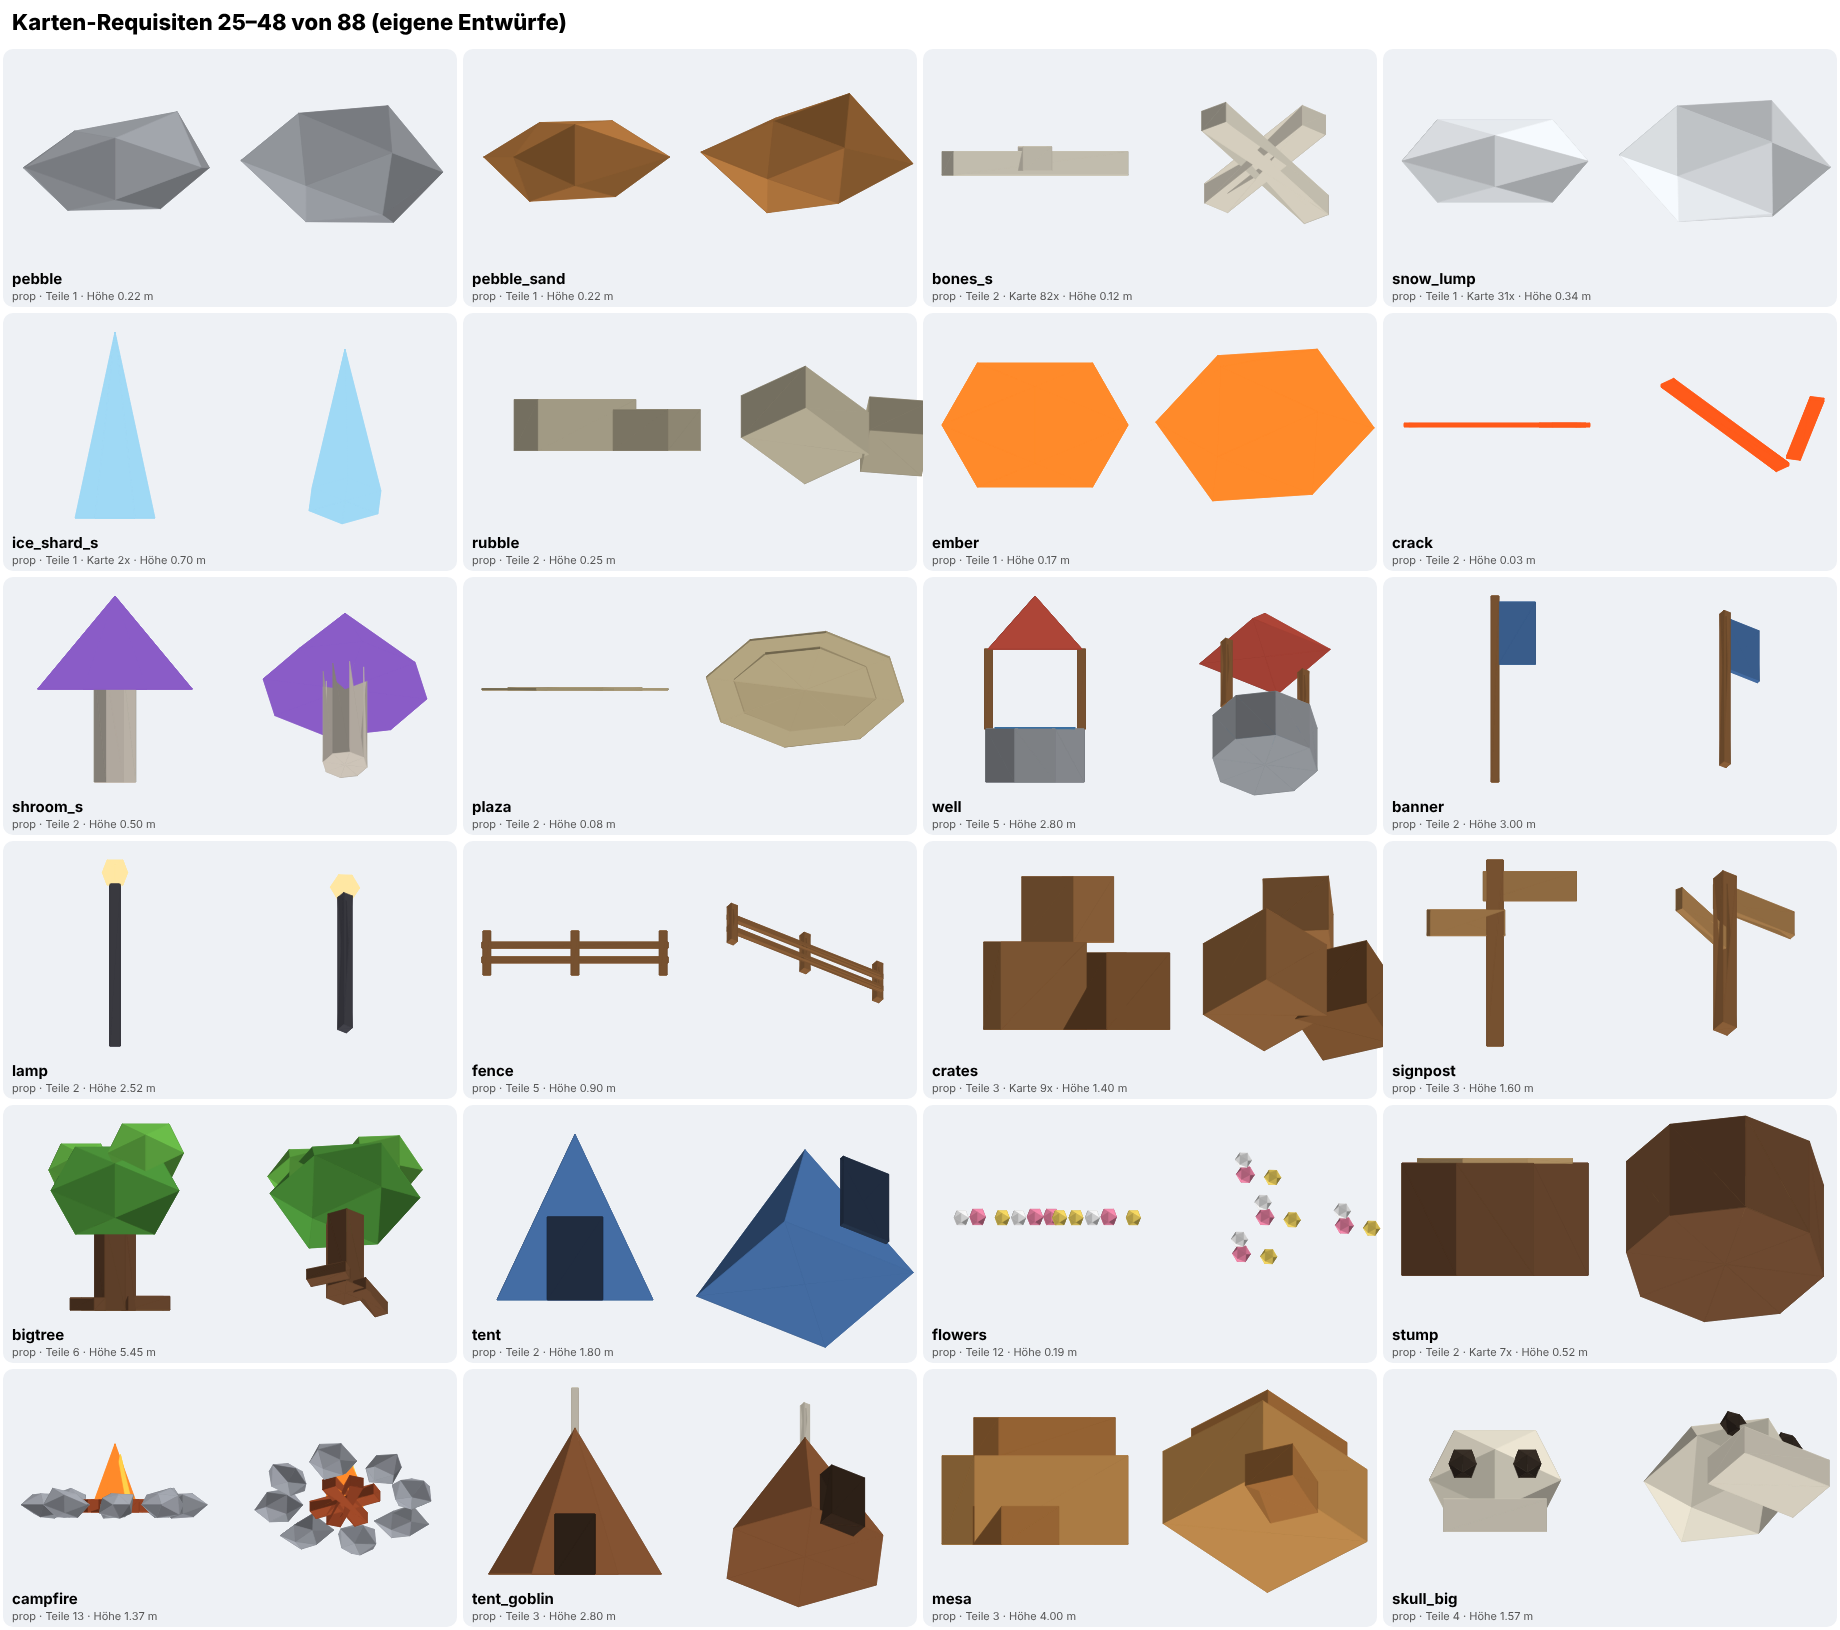 Karten-Requisiten 25–48 von 88 (eigene Entwürfe)
pebble
prop · Teile 1 · Höhe 0.22 m
pebble_sand
prop · Teile 1 · Höhe 0.22 m
bones_s
prop · Teile 2 · Karte 82x · Höhe 0.12 m
snow_lump
prop · Teile 1 · Karte 31x · Höhe 0.34 m
ice_shard_s
prop · Teile 1 · Karte 2x · Höhe 0.70 m
rubble
prop · Teile 2 · Höhe 0.25 m
ember
prop · Teile 1 · Höhe 0.17 m
crack
prop · Teile 2 · Höhe 0.03 m
shroom_s
prop · Teile 2 · Höhe 0.50 m
plaza
prop · Teile 2 · Höhe 0.08 m
well
prop · Teile 5 · Höhe 2.80 m
banner
prop · Teile 2 · Höhe 3.00 m
lamp
prop · Teile 2 · Höhe 2.52 m
fence
prop · Teile 5 · Höhe 0.90 m
crates
prop · Teile 3 · Karte 9x · Höhe 1.40 m
signpost
prop · Teile 3 · Höhe 1.60 m
bigtree
prop · Teile 6 · Höhe 5.45 m
tent
prop · Teile 2 · Höhe 1.80 m
flowers
prop · Teile 12 · Höhe 0.19 m
stump
prop · Teile 2 · Karte 7x · Höhe 0.52 m
campfire
prop · Teile 13 · Höhe 1.37 m
tent_goblin
prop · Teile 3 · Höhe 2.80 m
mesa
prop · Teile 3 · Höhe 4.00 m
skull_big
prop · Teile 4 · Höhe 1.57 m